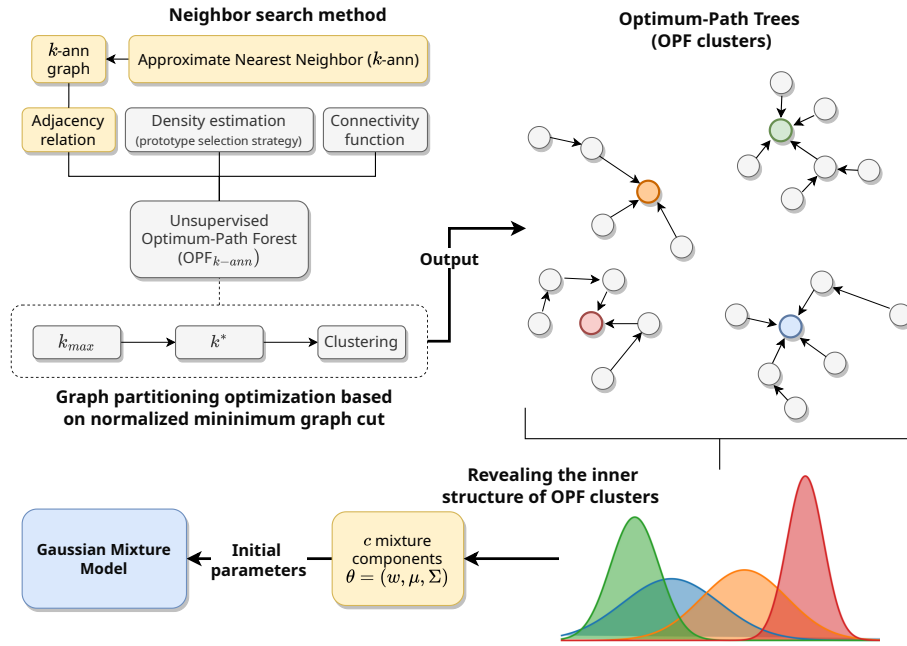 Neighbor search method
k-ann
graph
Approximate Nearest Neighbor (k-ann)
Adjacency
relation
Density estimation
(prototype selection strategy)
Connectivity
function
Unsupervised
Optimum-Path Forest
(OPF_{k-ann})
k_{max}
k*
Clustering
Graph partitioning optimization based
on normalized mininimum graph cut
Output
Optimum-Path Trees
(OPF clusters)
Revealing the inner
structure of OPF clusters
c mixture
components
θ = (w, μ, Σ)
Initial
parameters
Gaussian Mixture
Model